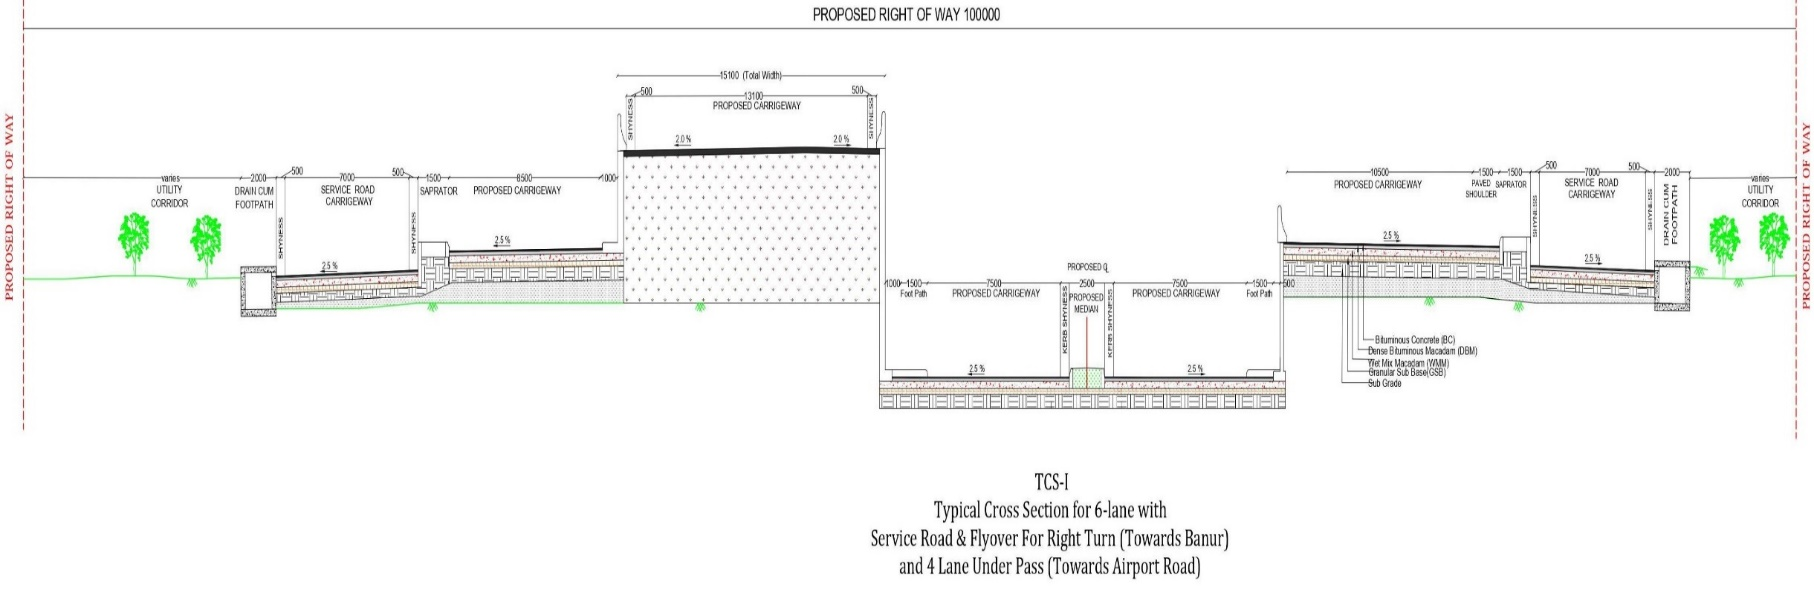 PROPOSED RIGHT OF WAY 100000
PROPOSED RIGHT OF WAY
15100 (Total Width)
500
13100
500
PROPOSED CARRIGEWAY
SHYNESS
SHYNESS
2.0 %
2.0 %
varies
UTILITY
CORRIDOR
2000
DRAIN CUM
FOOTPATH
500
7000
SERVICE ROAD
CARRIGEWAY
500
1500
SAPRATOR
8500
PROPOSED CARRIGEWAY
1000
SHYNESS
SHYNESS
2.5 %
2.5 %
1000
1500
Foot Path
7500
PROPOSED CARRIGEWAY
KERB SHYNESS
PROPOSED ℄
2500
PROPOSED
MEDIAN
KERB SHYNESS
7500
PROPOSED CARRIGEWAY
1500
Foot Path
500
2.5 %
2.5 %
10500
PROPOSED CARRIGEWAY
1500
PAVED
SHOULDER
1500
SAPRATOR
500
7000
SERVICE ROAD
CARRIGEWAY
500
2000
DRAIN CUM
FOOTPATH
varies
UTILITY
CORRIDOR
SHYNESS
SHYNESS
2.5 %
2.5 %
PROPOSED RIGHT OF WAY
Bituminous Concrete (BC)
Dense Bituminous Macadam (DBM)
Wet Mix Macadam (WMM)
Granular Sub Base(GSB)
Sub Grade
TCS-I
Typical Cross Section for 6-lane with
Service Road & Flyover For Right Turn (Towards Banur)
and 4 Lane Under Pass (Towards Airport Road)